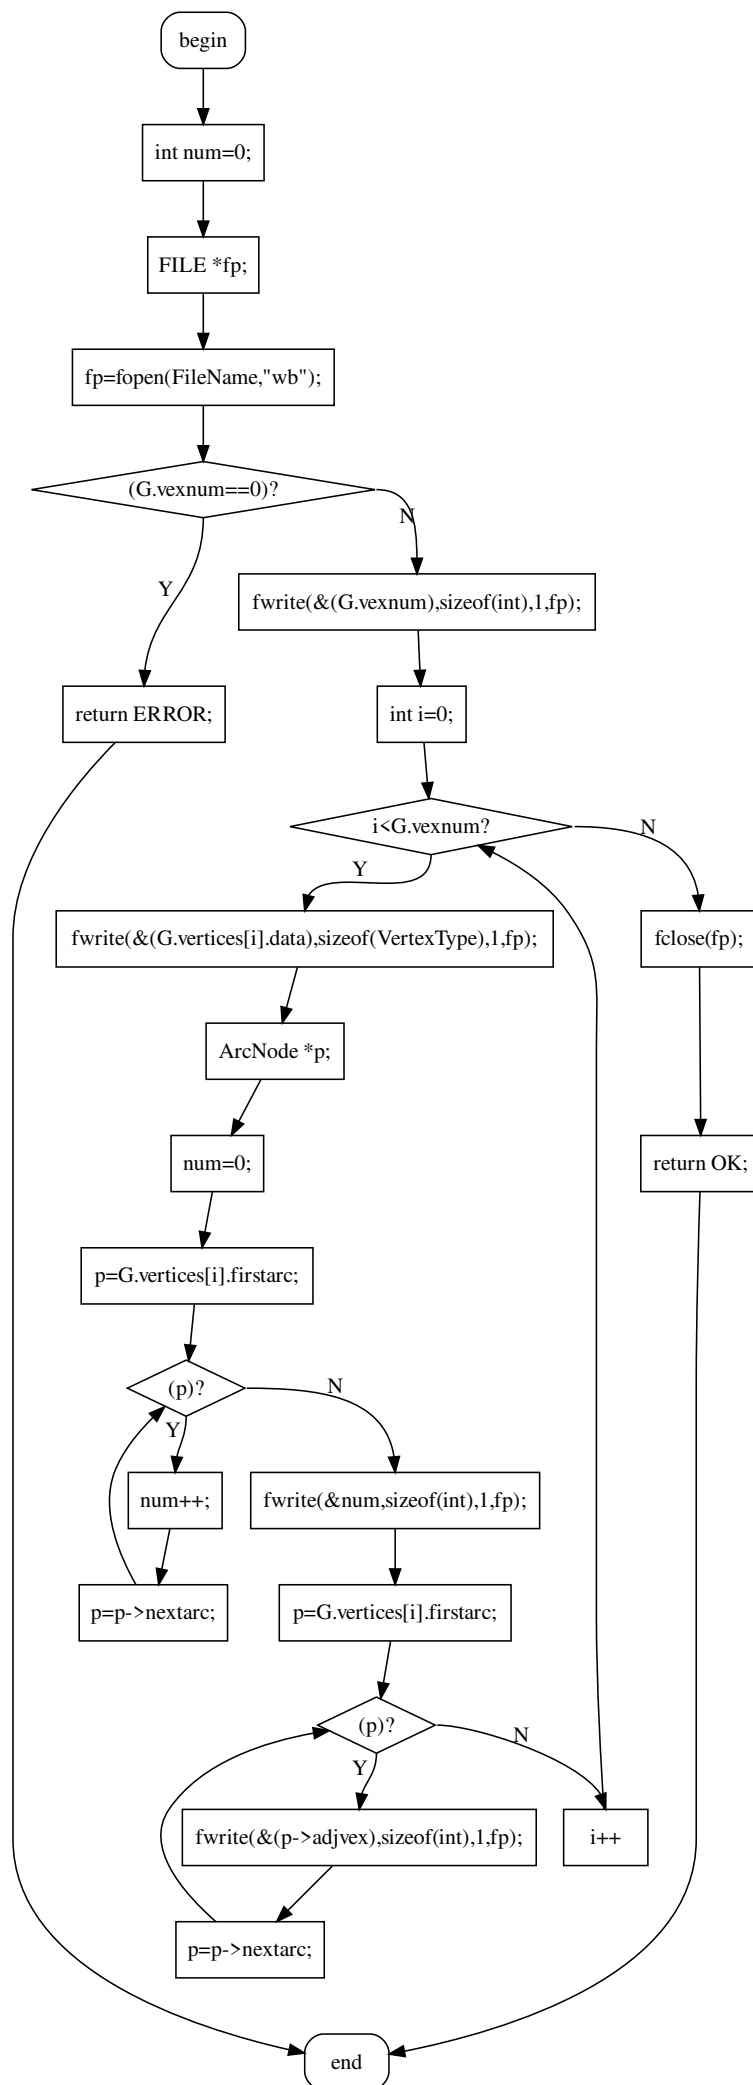 begin
int num=0;
FILE *fp;
fp=fopen(FileName,"wb");
(G.vexnum==0)?
N
Y
fwrite(&(G.vexnum),sizeof(int),1,fp);
return ERROR;
int i=0;
i<G.vexnum?
N
Y
fwrite(&(G.vertices[i].data),sizeof(VertexType),1,fp);
fclose(fp);
ArcNode *p;
num=0;
return OK;
p=G.vertices[i].firstarc;
(p)?
N
Y
num++;
fwrite(&num,sizeof(int),1,fp);
p=p->nextarc;
p=G.vertices[i].firstarc;
(p)?
N
Y
fwrite(&(p->adjvex),sizeof(int),1,fp);
i++
p=p->nextarc;
end